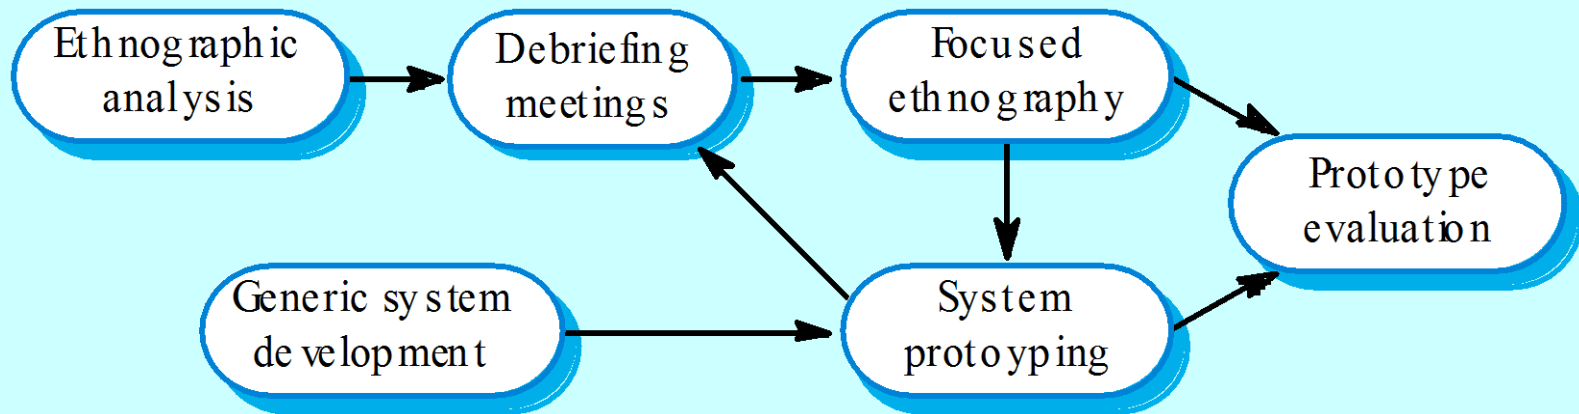 Ethnographic
analysis
Debriefing
meetings
Focused
ethnography
Prototype
evaluation
Generic system
development
System
protoyping